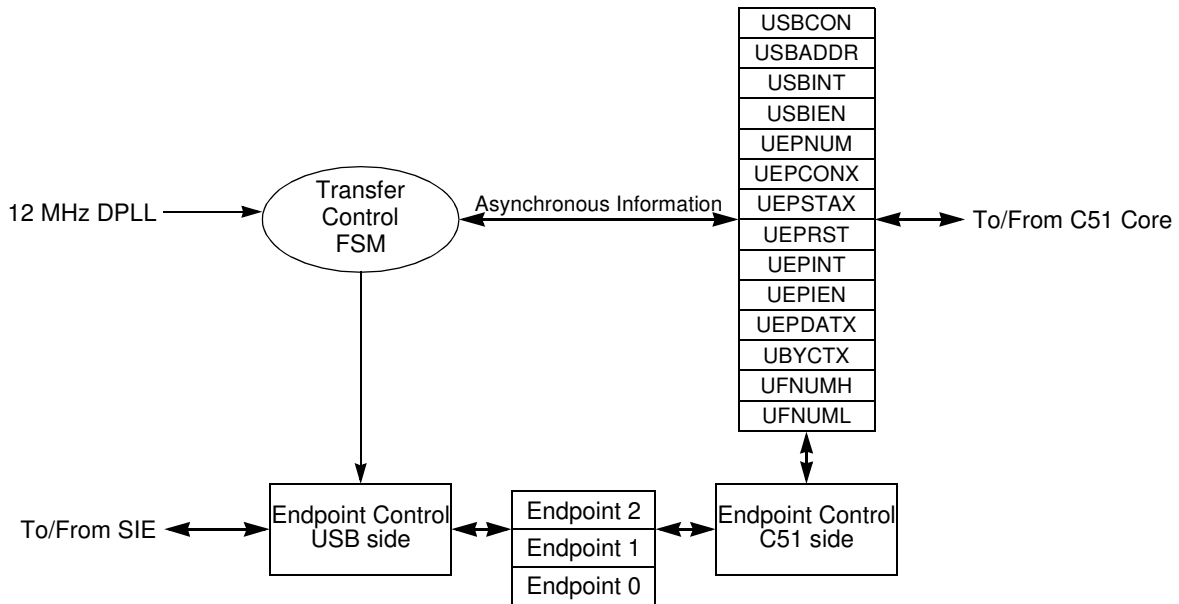 USBCON
USBADDR
USBINT
USBIEN
UEPNUM
UEPCONX
UEPSTAX
UEPRST
UEPINT
UEPIEN
UEPDATX
UBYCTX
UFNUMH
UFNUML
12 MHz DPLL
Transfer
Control
FSM
Asynchronous Information
To/From C51 Core
To/From SIE
Endpoint Control
USB side
Endpoint 2
Endpoint 1
Endpoint 0
Endpoint Control
C51 side